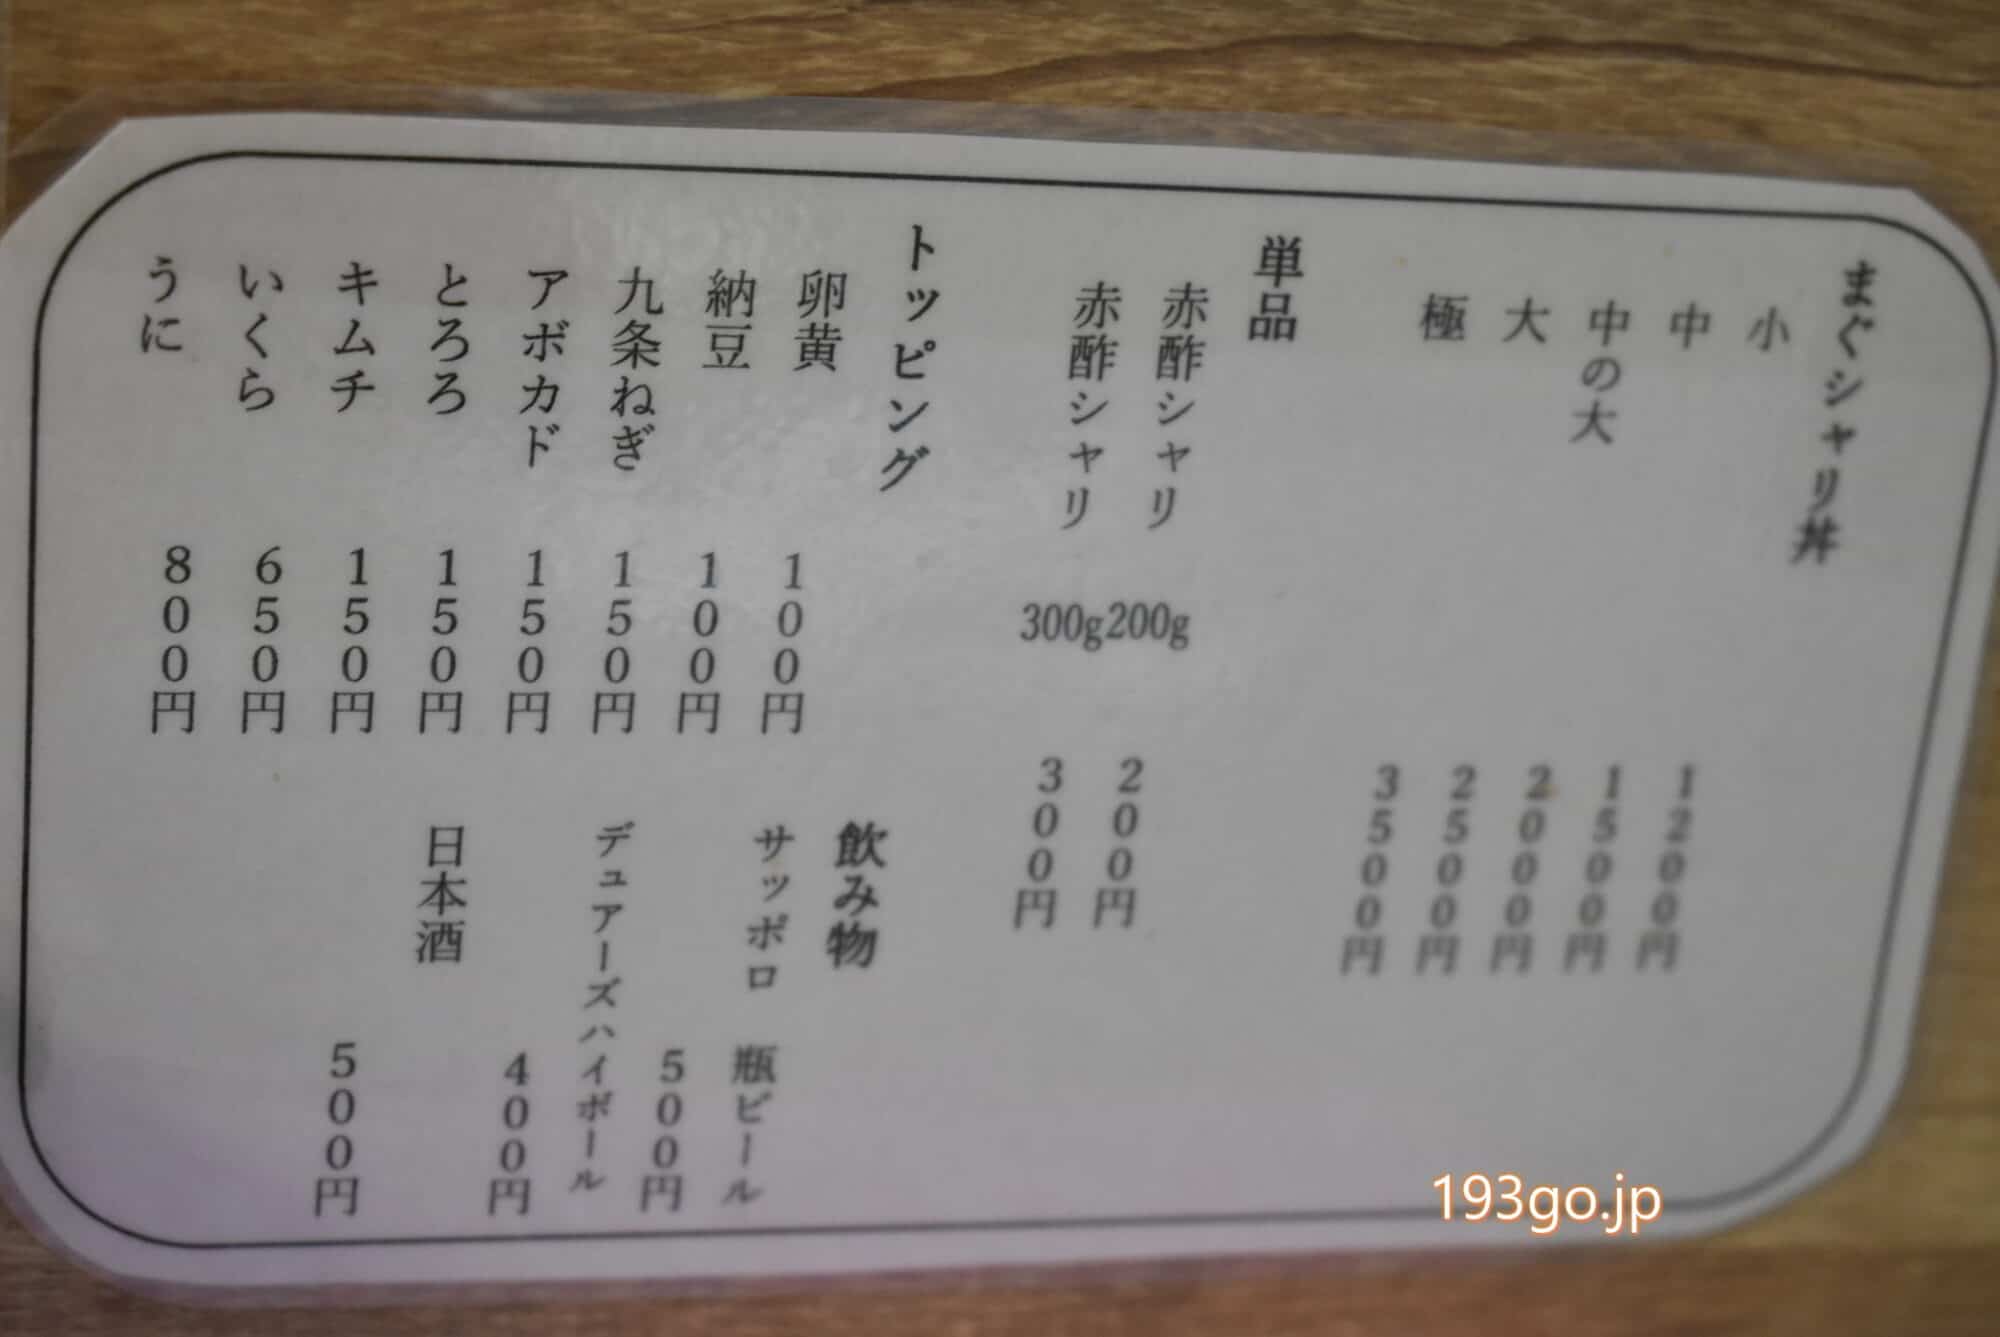 まぐシャリ丼
小 1200円
中 1500円
中の大 2000円
大 2500円
極 3500円
単品
赤酢シャリ 200g 200円
赤酢シャリ 300g 300円
トッピング
卵黄 100円
納豆 100円
九条ねぎ 150円
アボカド 150円
とろろ 150円
キムチ 150円
いくら 650円
うに 800円
飲み物
サッポロ 瓶ビール
500円
デュアーズハイボール
400円
日本酒
500円
193go.jp